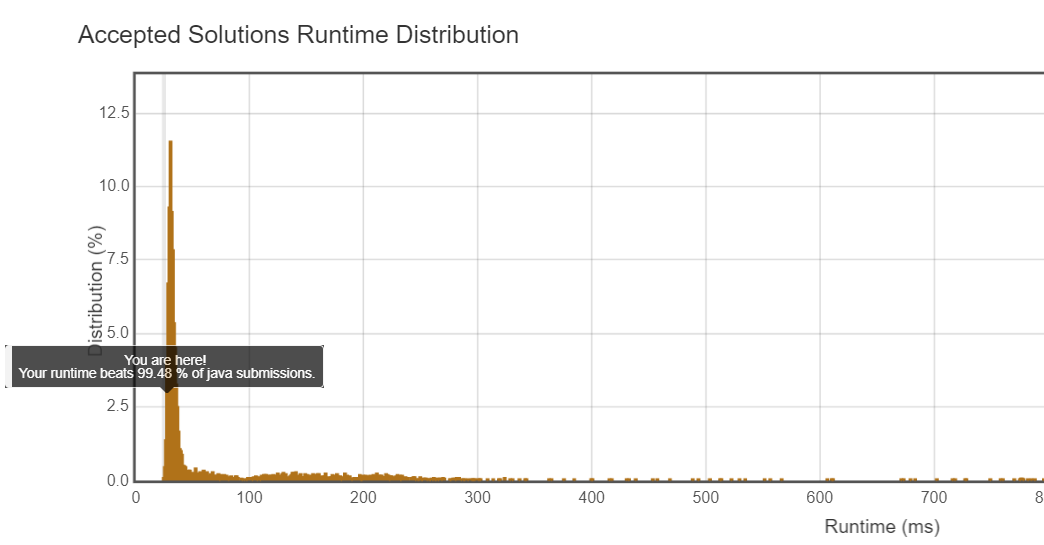 Accepted Solutions Runtime Distribution
12.5
10.0
7.5
5.0
2.5
0.0
Distribution (%)
You are here!
Your runtime beats 99.48 % of java submissions.
0 100 200 300 400 500 600 700 8
Runtime (ms)